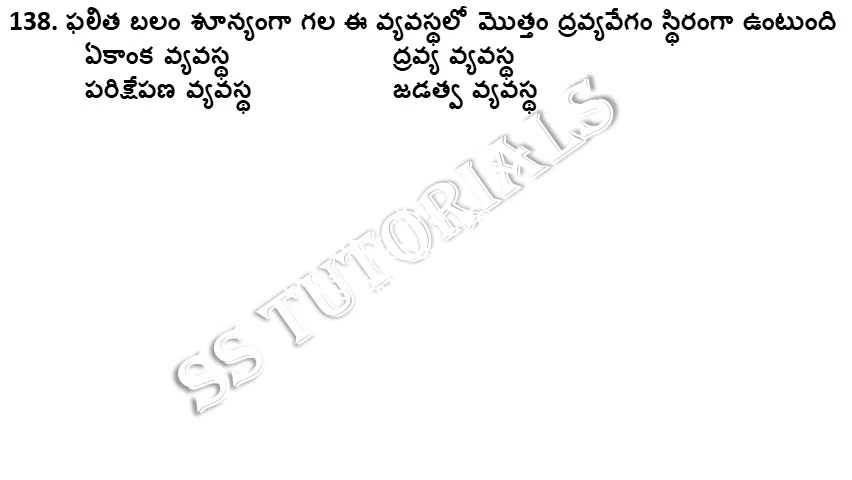 138. ఫలిత బలం శూన్యంగా గల ఈ వ్యవస్థలో మొత్తం ద్రవ్యవేగం స్థిరంగా ఉంటుంది
ఏకాంక వ్యవస్థ ద్రవ్య వ్యవస్థ
పరిక్షేపణ వ్యవస్థ జడత్వ వ్యవస్థ
SS TUTORIALS